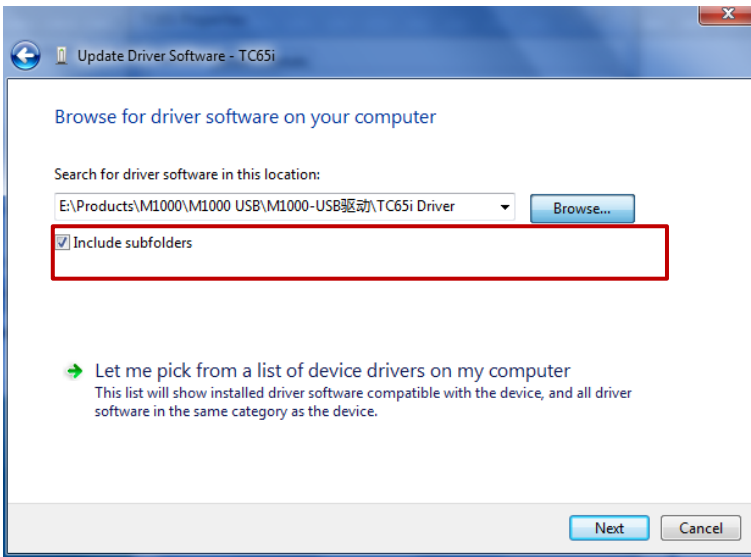 Update Driver Software - TC65i
Browse for driver software on your computer
Search for driver software in this location:
E:\Products\M1000\M1000 USB\M1000-USB驱动\TC65i Driver
Browse...
Include subfolders
Let me pick from a list of device drivers on my computer
This list will show installed driver software compatible with the device, and all driver
software in the same category as the device.
Next
Cancel